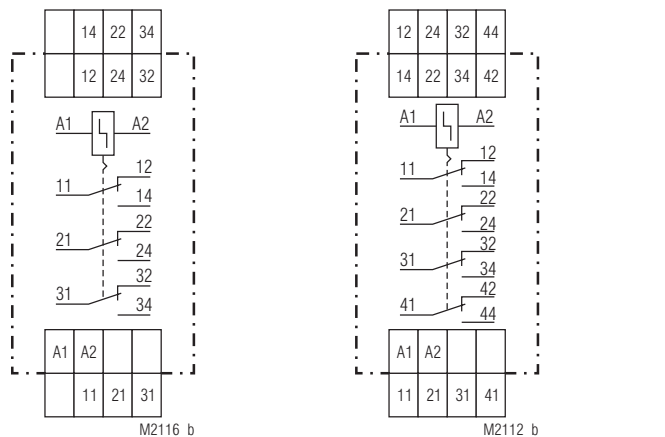 14 22 34
12 24 32
A1 A2
11 12
14
21 22
24
31 32
34
A1 A2
11 21 31
M2116 b
12 24 32 44
14 22 34 42
A1 A2
11 12
14
21 22
24
31 32
34
41 42
44
A1 A2
11 21 31 41
M2112 b